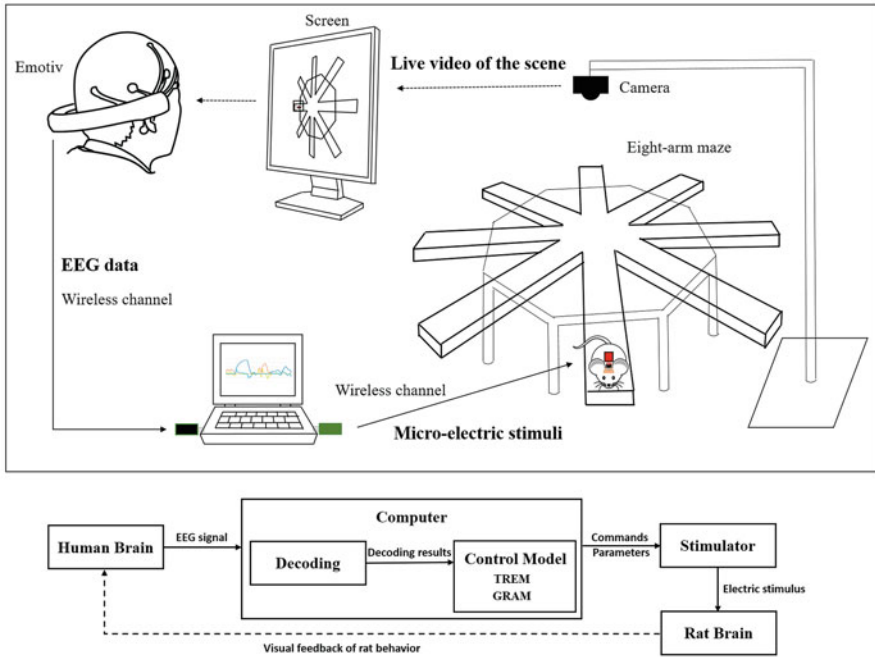 Screen
Emotiv
Live video of the scene
Camera
Eight-arm maze
EEG data
Wireless channel
Wireless channel
Micro-electric stimuli
Computer
Human Brain
EEG signal
Decoding
Decoding results
Control Model
TREM
GRAM
Commands
Parameters
Stimulator
Electric stimulus
Rat Brain
Visual feedback of rat behavior